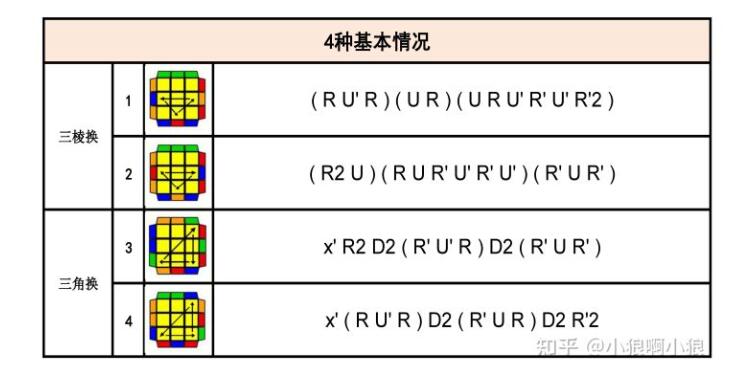 4种基本情况
三棱换
1
( R U' R ) ( U R ) ( U R U' R' U' R'2 )
2
( R2 U ) ( R U R' U' R' U' ) ( R' U R' )
三角换
3
x' R2 D2 ( R' U' R ) D2 ( R' U R' )
4
x' ( R U' R ) D2 ( R' U R ) D2 R'2
知乎 @小狼啊小狼